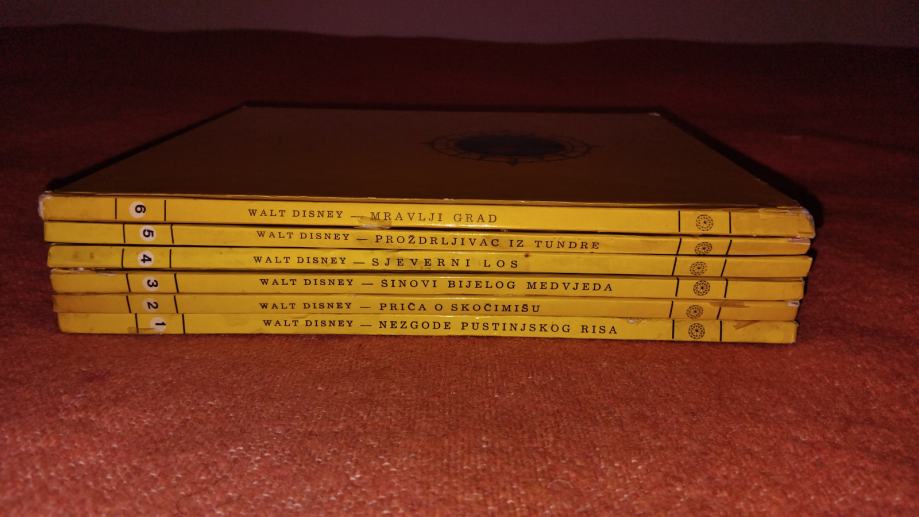 6 WALT DISNEY — MRAVLJI GRAD
5 WALT DISNEY — PROŽDRLJIVAC IZ TUNDRE
4 WALT DISNEY — SJEVERNI LOS
3 WALT DISNEY — SINOVI BIJELOG MEDVJEDA
2 WALT DISNEY — PRIČA O SKOČIMIŠU
1 WALT DISNEY — NEZGODE PUSTINJSKOG RISA